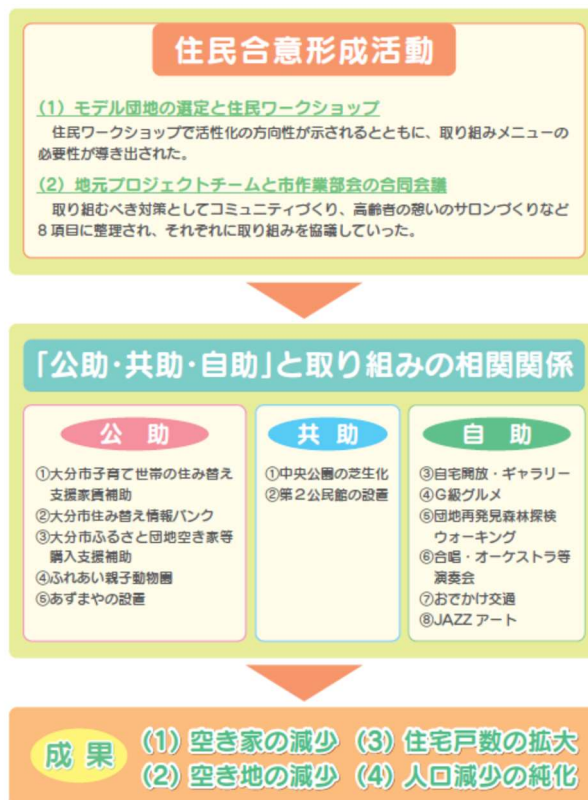 住民合意形成活動
(1) モデル団地の選定と住民ワークショップ
住民ワークショップで活性化の方向性が示されるとともに、取り組みメニューの
必要性が導き出された。
(2) 地元プロジェクトチームと市作業部会の合同会議
取り組むべき対策としてコミュニティづくり、高齢者の憩いのサロンづくりなど
8項目に整理され、それぞれに取り組みを協議していった。
「公助・共助・自助」と取り組みの相関関係
公助
①大分市子育て世帯の住み替え
支援家賃補助
②大分市住み替え情報バンク
③大分市ふるさと団地空き家等
購入支援補助
④ふれあい親子動物園
⑤あずまやの設置
共助
①中央公園の芝生化
②第2公民館の設置
自助
③自宅開放・ギャラリー
④G級グルメ
⑤団地再発見森林探検
ウォーキング
⑥合唱・オーケストラ等
演奏会
⑦おでかけ交通
⑧JAZZアート
成果
(1) 空き家の減少 (3) 住宅戸数の拡大
(2) 空き地の減少 (4) 人口減少の純化